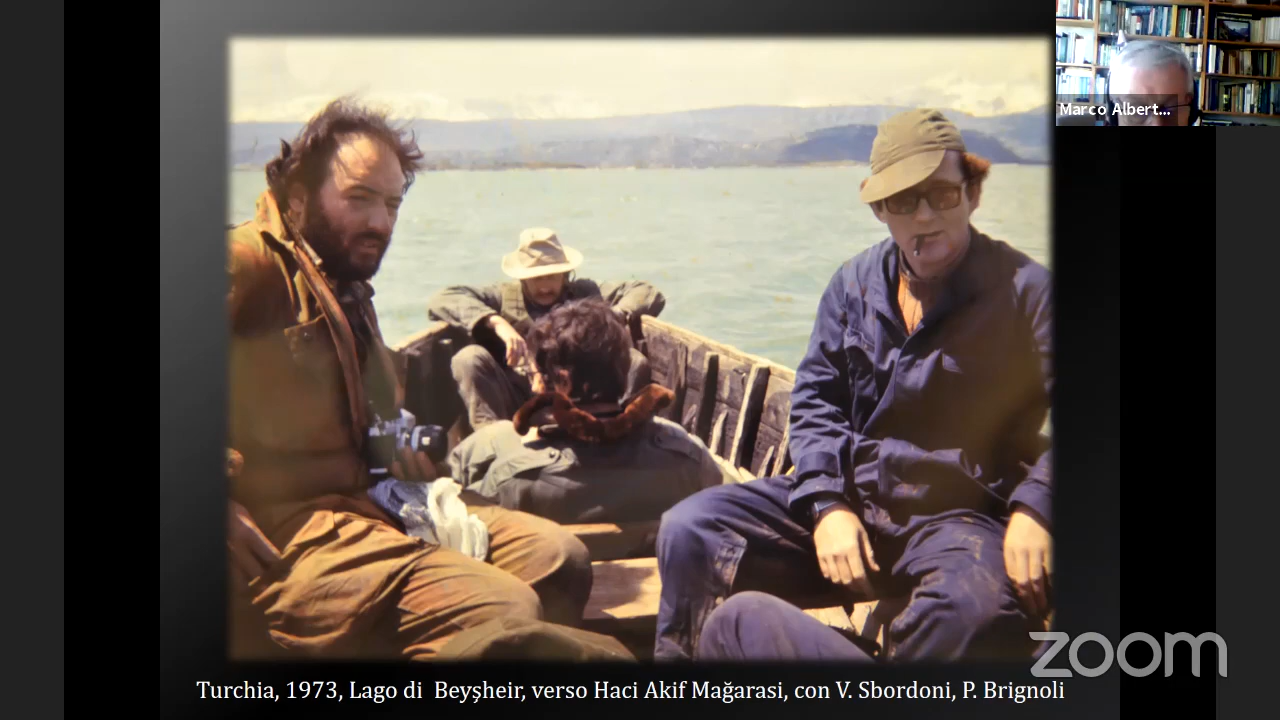 Marco Albert...
zoom
Turchia, 1973, Lago di  Beyşheir, verso Haci Akif Mağarasi, con V. Sbordoni, P. Brignoli